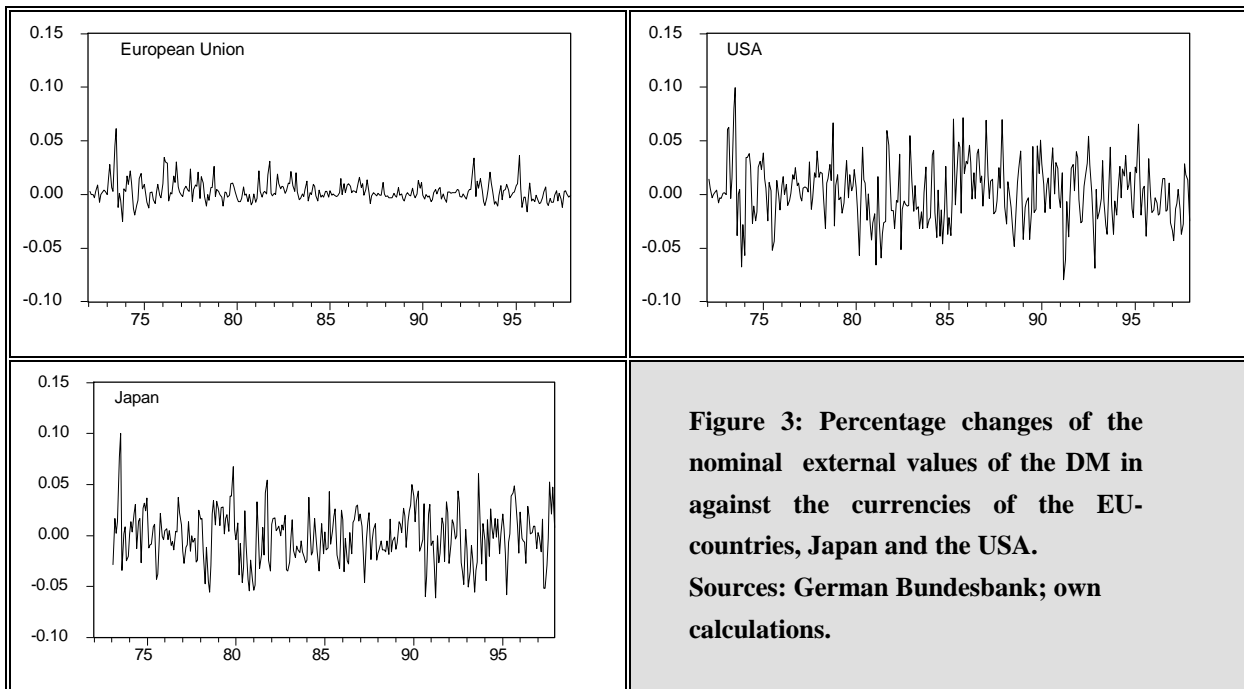 European Union
0.15
0.10
0.05
0.00
-0.05
-0.10
75 80 85 90 95
USA
0.15
0.10
0.05
0.00
-0.05
-0.10
75 80 85 90 95
Japan
0.15
0.10
0.05
0.00
-0.05
-0.10
75 80 85 90 95
Figure 3: Percentage changes of the
nominal external values of the DM in
against the currencies of the EU-
countries, Japan and the USA.
Sources: German Bundesbank; own
calculations.